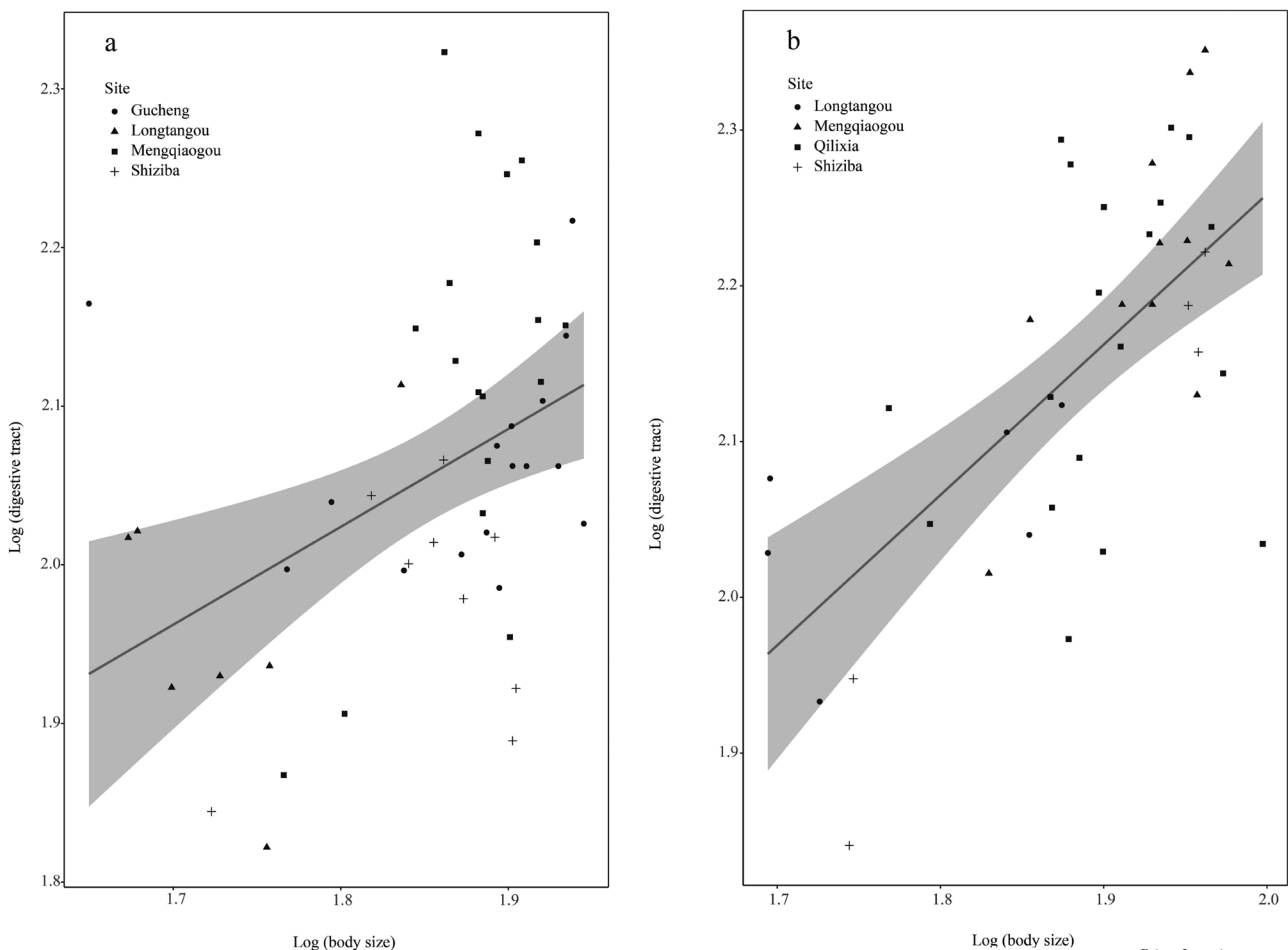 a
Site
Gucheng
Longtangou
Mengqiaogou
Shiziba
2.3
2.2
2.1
2.0
1.9
1.8
Log (digestive tract)
1.7
1.8
1.9
Log (body size)
b
Site
Longtangou
Mengqiaogou
Qilixia
Shiziba
2.3
2.2
2.1
2.0
1.9
Log (digestive tract)
1.7
1.8
1.9
2.0
Log (body size)